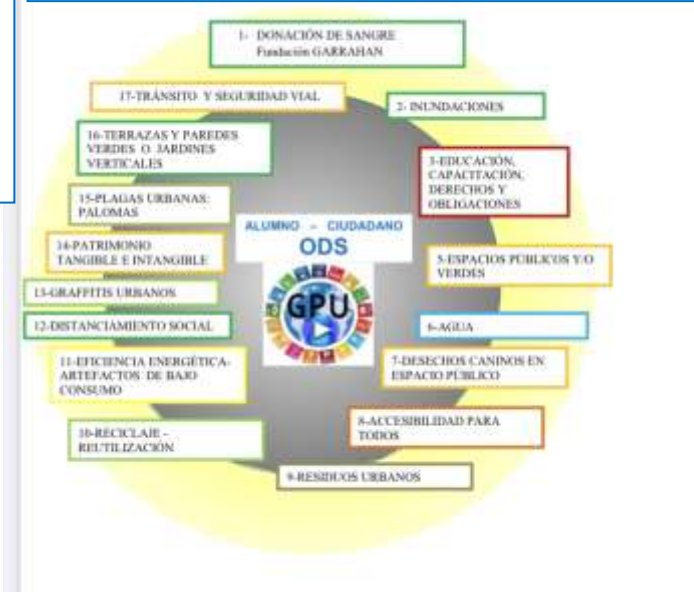 1- DONACIÓN DE SANGRE
Fundación GARRAHAN
17-TRÁNSITO Y SEGURIDAD VIAL
2- INUNDACIONES
16-TERRAZAS Y PAREDES
VERDES O JARDINES
VERTICALES
3-EDUCACIÓN,
CAPACITACIÓN,
DERECHOS Y
OBLIGACIONES
15-PLAGAS URBANAS:
PALOMAS
ALUMNO - CIUDADANO
ODS
14-PATRIMONIO
TANGIBLE E INTANGIBLE
5-ESPACIOS PÚBLICOS Y/O
VERDES
13-GRAFFITIS URBANOS
GPU
12-DISTANCIAMIENTO SOCIAL
6-AGUA
11-EFICIENCIA ENERGÉTICA-
ARTEFACTOS DE BAJO
CONSUMO
7-DESECHOS CANINOS EN
ESPACIO PÚBLICO
8-ACCESIBILIDAD PARA
TODOS
10-RECICLAJE -
REUTILIZACIÓN
9-RESIDUOS URBANOS